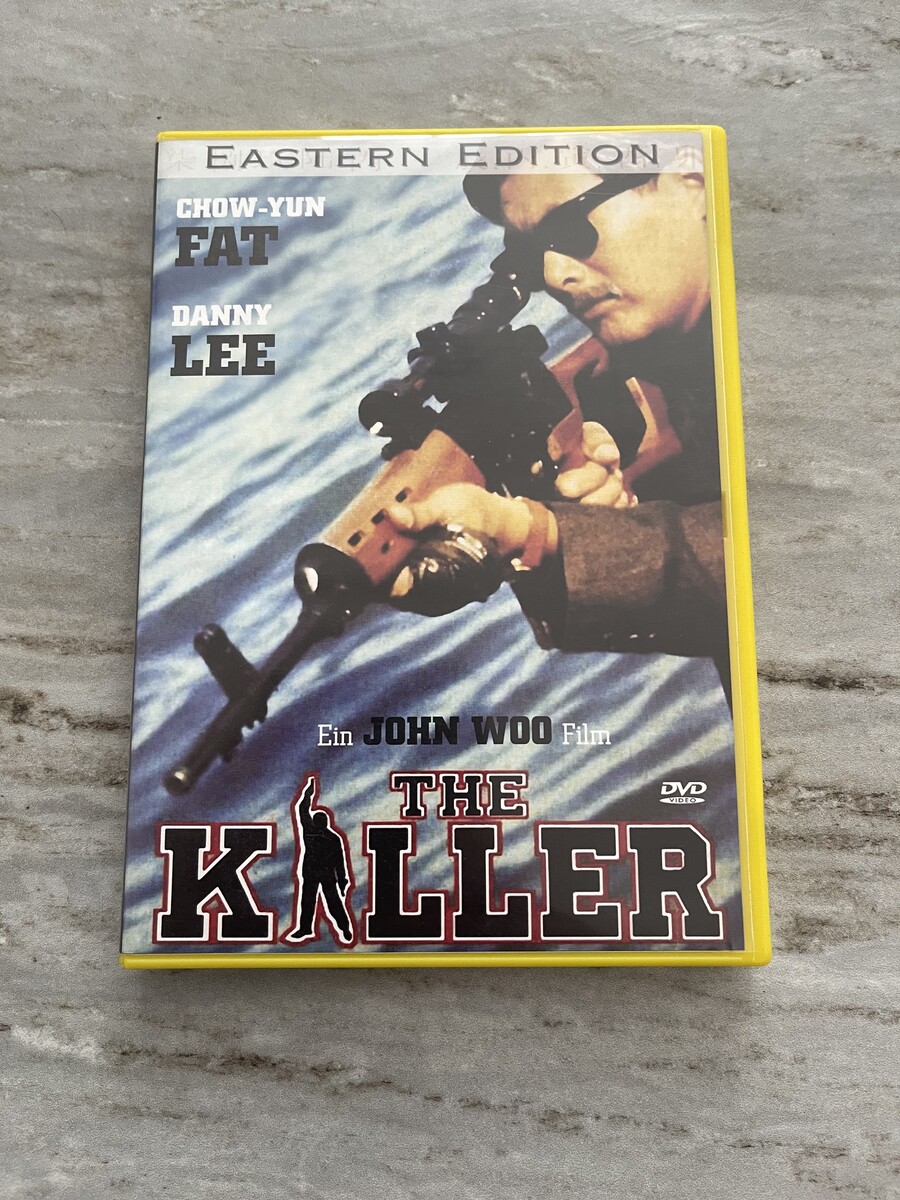 EASTERN EDITION
CHOW-YUN
FAT
DANNY
LEE
Ein JOHN WOO Film
THE
DVD
VIDEO
KILLER